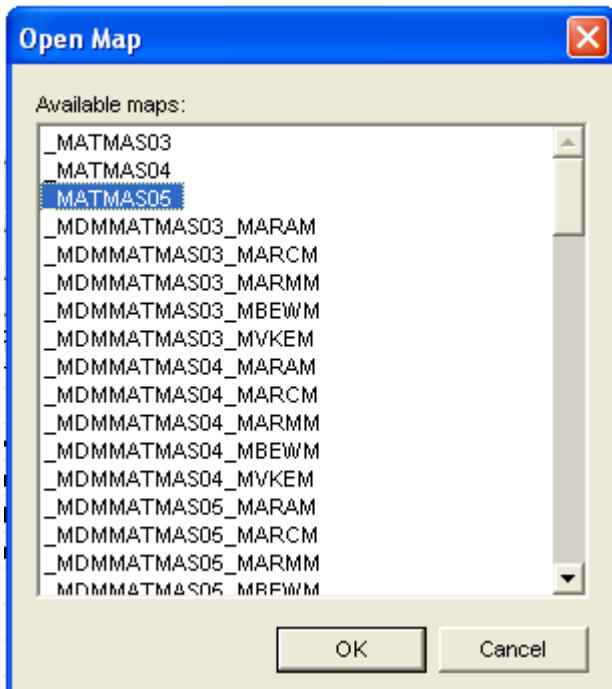 Open Map
Available maps:
_MATMAS03
_MATMAS04
_MATMAS05
_MDMMATMAS03_MARAM
_MDMMATMAS03_MARCM
_MDMMATMAS03_MARMM
_MDMMATMAS03_MBEWM
_MDMMATMAS03_MVKEM
_MDMMATMAS04_MARAM
_MDMMATMAS04_MARCM
_MDMMATMAS04_MARMM
_MDMMATMAS04_MBEWM
_MDMMATMAS04_MVKEM
_MDMMATMAS05_MARAM
_MDMMATMAS05_MARCM
_MDMMATMAS05_MARMM
_MDMMATMAS05_MBEWM
OK Cancel